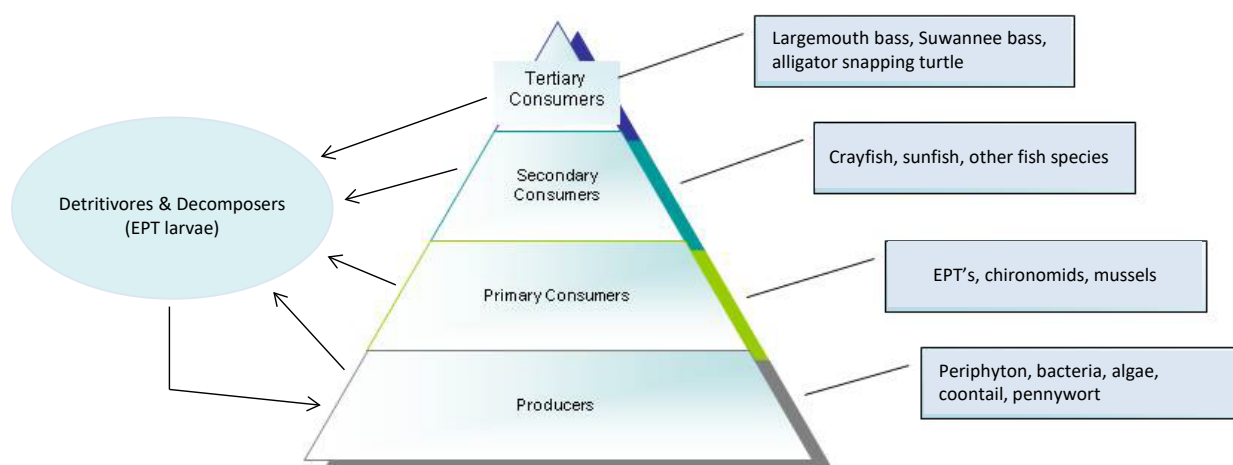 Largemouth bass, Suwannee bass,
alligator snapping turtle
Tertiary
Consumers
Crayfish, sunfish, other fish species
Secondary
Consumers
Detritivores & Decomposers
(EPT larvae)
EPT's, chironomids, mussels
Primary Consumers
Periphyton, bacteria, algae,
coontail, pennywort
Producers